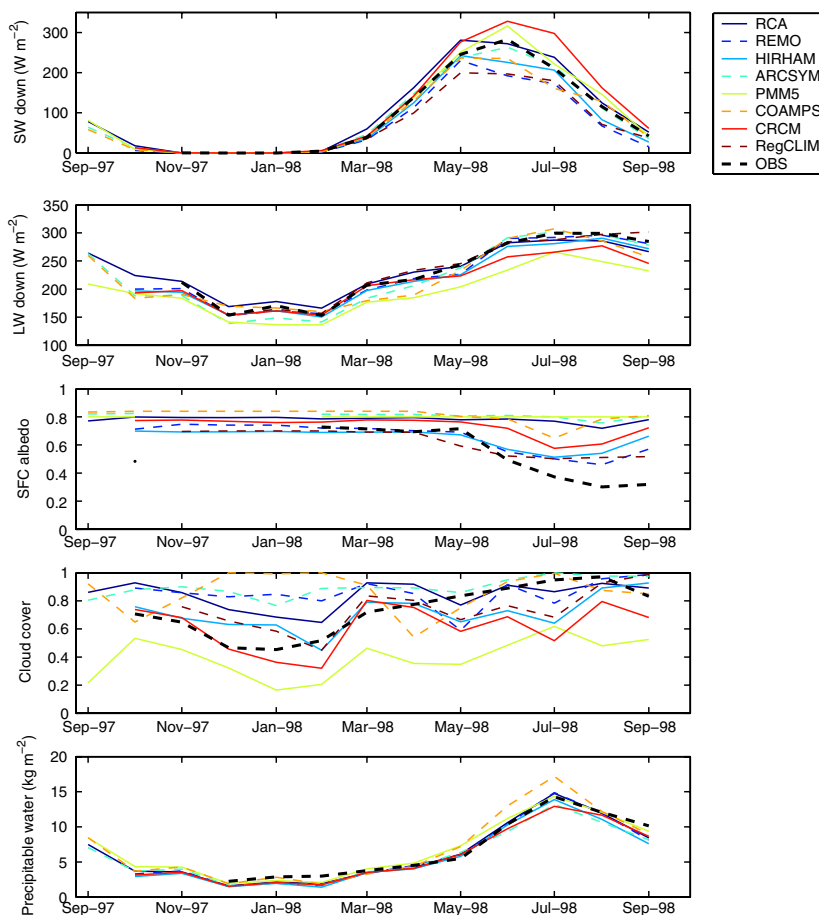 SW down (W m−2)
300
200
100
0
Sep−97 Nov−97 Jan−98 Mar−98 May−98 Jul−98 Sep−98
RCA
REMO
HIRHAM
ARCSYM
PMM5
COAMPS
CRCM
RegCLIM
OBS
LW down (W m−2)
350
300
250
200
150
100
Sep−97 Nov−97 Jan−98 Mar−98 May−98 Jul−98 Sep−98
SFC albedo
1
0.8
0.6
0.4
0.2
0
Sep−97 Nov−97 Jan−98 Mar−98 May−98 Jul−98 Sep−98
Cloud cover
1
0.8
0.6
0.4
0.2
0
Sep−97 Nov−97 Jan−98 Mar−98 May−98 Jul−98 Sep−98
Precipitable water (kg m−2)
20
15
10
5
0
Sep−97 Nov−97 Jan−98 Mar−98 May−98 Jul−98 Sep−98